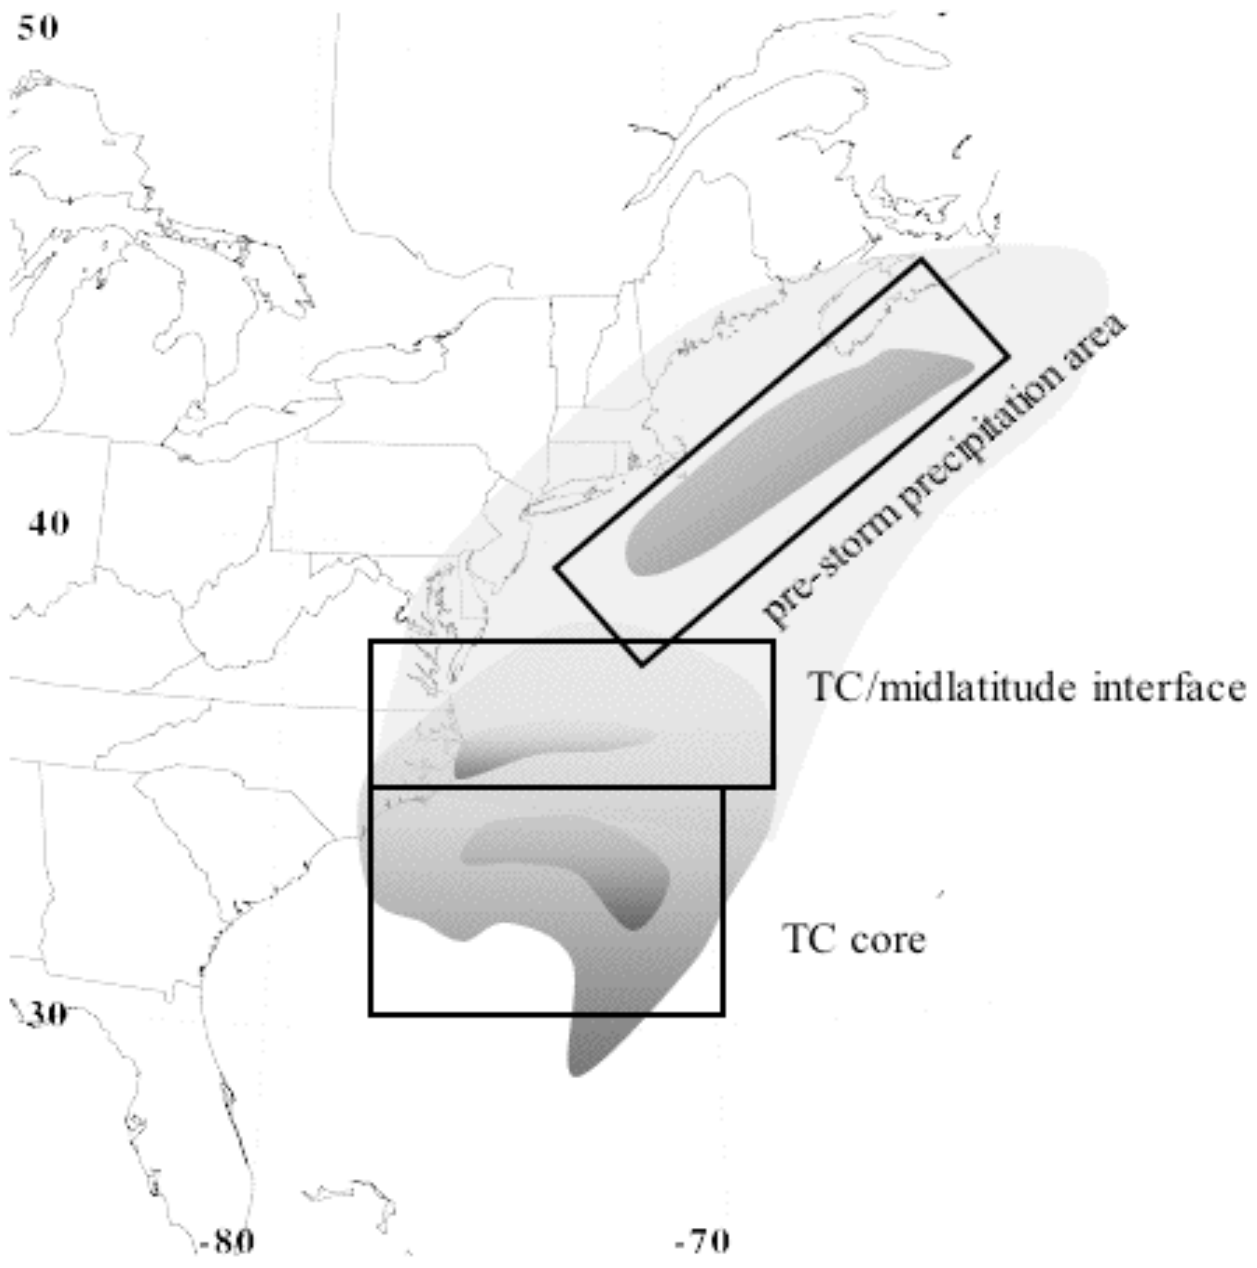 50
pre-storm precipitation area
40
TC/midlatitude interface
TC core
30
-80
-70